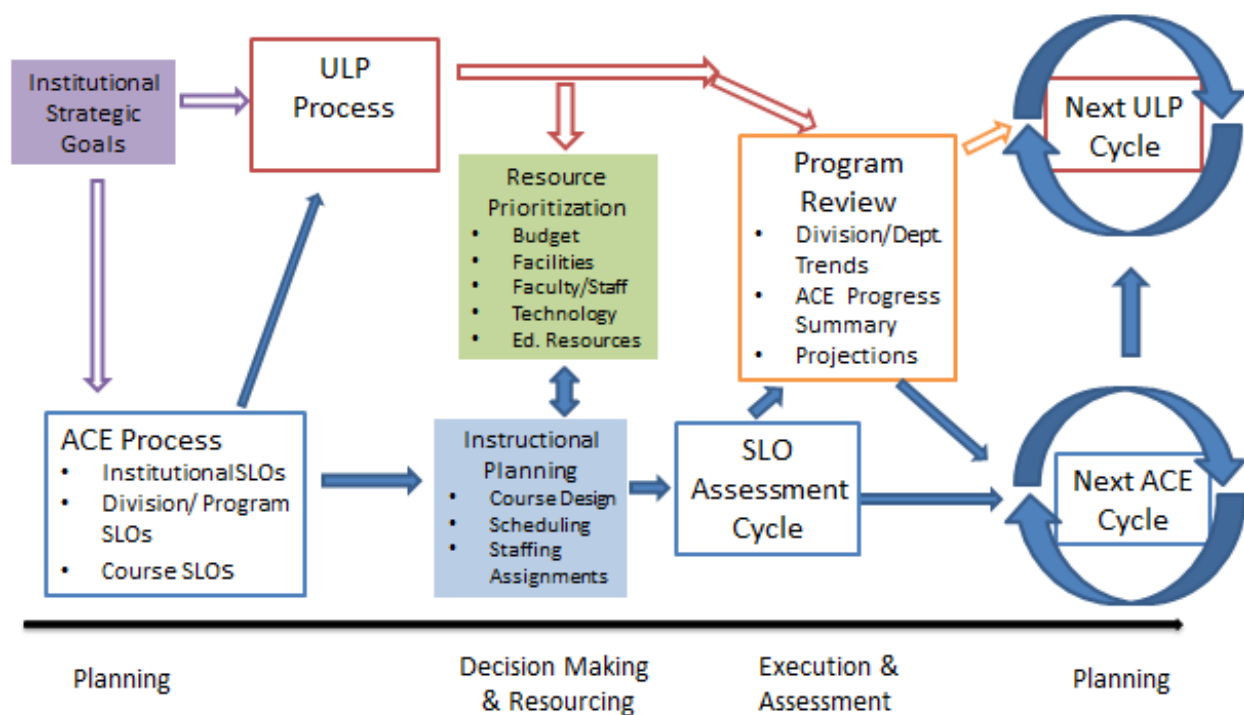 Institutional
Strategic
Goals
ULP
Process
Resource
Prioritization
• Budget
• Facilities
• Faculty/Staff
• Technology
• Ed. Resources
Program
Review
• Division/Dept.
Trends
• ACE Progress
Summary
• Projections
Next ULP
Cycle
ACE Process
• InstitutionalSLOs
• Division/ Program
SLOs
• Course SLOs
Instructional
Planning
• Course Design
• Scheduling
• Staffing
Assignments
SLO
Assessment
Cycle
Next ACE
Cycle
Planning
Decision Making
& Resourcing
Execution &
Assessment
Planning